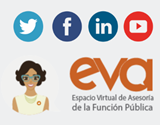 eva
Espacio Virtual de Asesoría
de la Función Pública